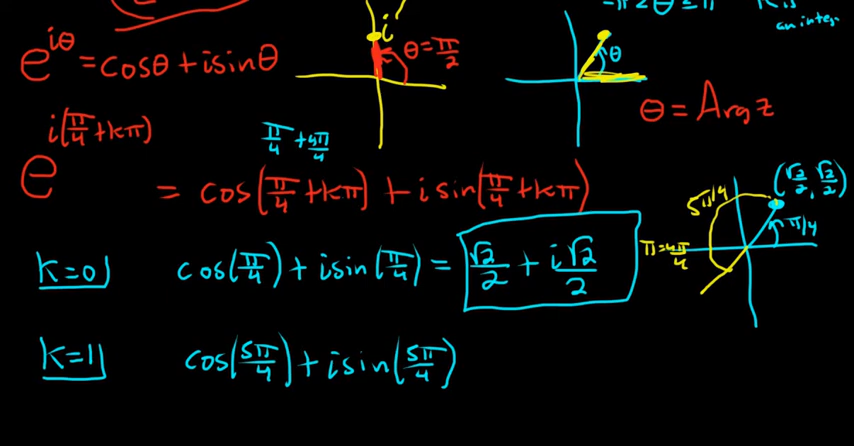 -π < θ ≤ π
an integ
e^{iθ} = cosθ + isinθ
i
θ = π/2
θ
θ = Arg z
π/4 + 4π/4
e^{i(π/4 + kπ)} = cos(π/4 + kπ) + isin(π/4 + kπ)
(√2/2, √2/2)
5π/4
π/4
π = 4π/4
k=0 cos(π/4) + isin(π/4) = √2/2 + i√2/2
k=1 cos(5π/4) + isin(5π/4)